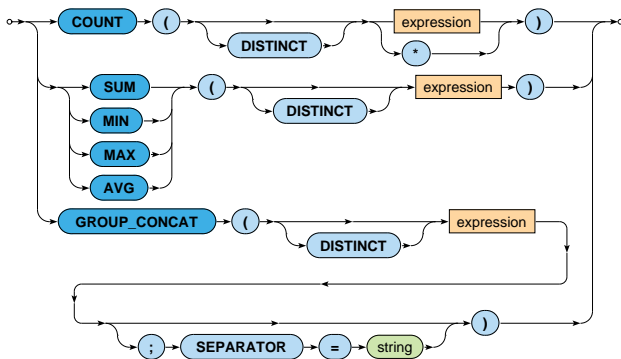 COUNT ( expression )
DISTINCT *
SUM ( expression )
MIN DISTINCT
MAX
AVG
GROUP_CONCAT ( expression
DISTINCT
)
; SEPARATOR = string